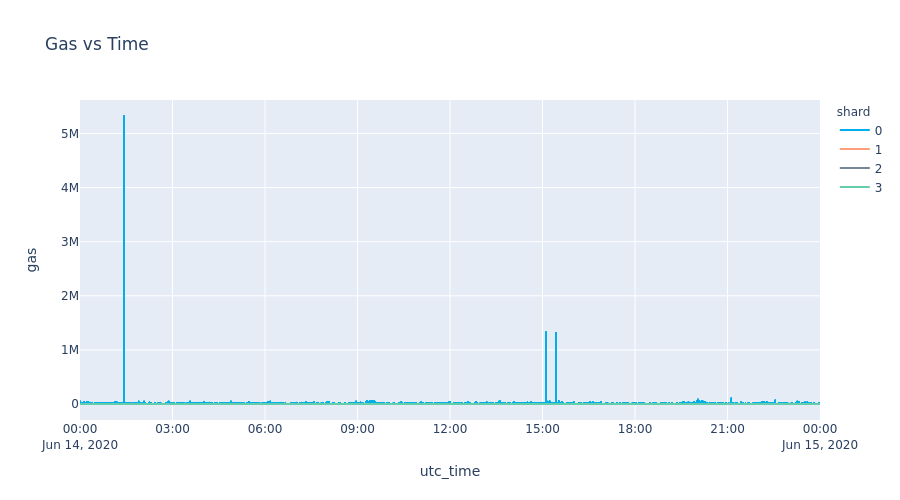 Gas vs Time
shard
0
1
2
3
5M
4M
3M
2M
1M
0
gas
00:00
Jun 14, 2020
03:00
06:00
09:00
12:00
15:00
18:00
21:00
00:00
Jun 15, 2020
utc_time